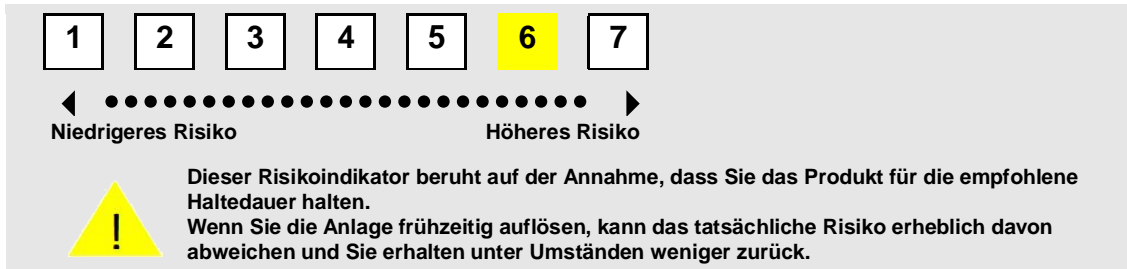 1 2 3 4 5 6 7
Niedrigeres Risiko Höheres Risiko
Dieser Risikoindikator beruht auf der Annahme, dass Sie das Produkt für die empfohlene
Haltedauer halten.
Wenn Sie die Anlage frühzeitig auflösen, kann das tatsächliche Risiko erheblich davon
abweichen und Sie erhalten unter Umständen weniger zurück.
!